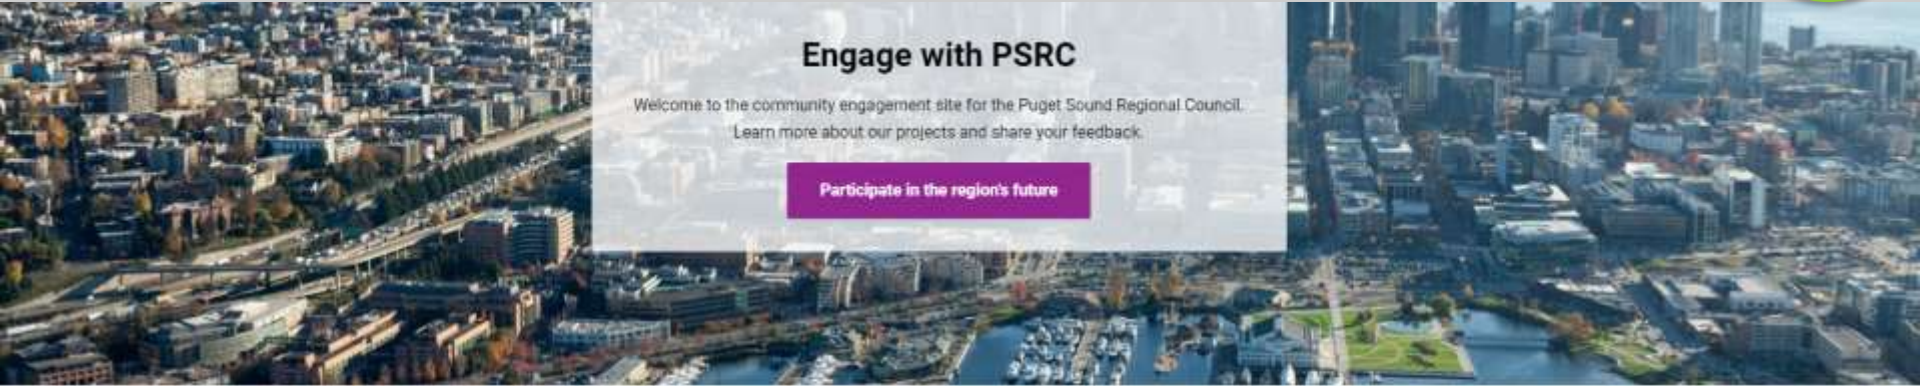 Engage with PSRC
Welcome to the community engagement site for the Puget Sound Regional Council.
Learn more about our projects and share your feedback.
Participate in the region's future